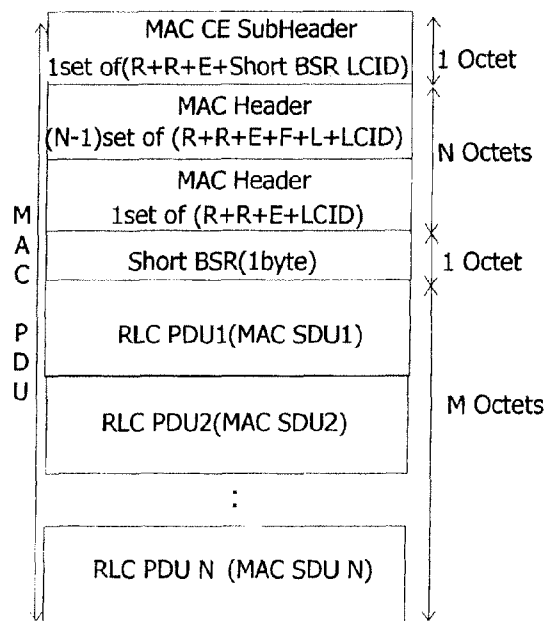 MAC CE SubHeader
1set of(R+R+E+Short BSR LCID)
1 Octet
MAC Header
(N-1)set of (R+R+E+F+L+LCID)
N Octets
MAC Header
1set of (R+R+E+LCID)
Short BSR(1byte)
1 Octet
MAC PDU
RLC PDU1(MAC SDU1)
M Octets
RLC PDU2(MAC SDU2)
:
RLC PDU N (MAC SDU N)